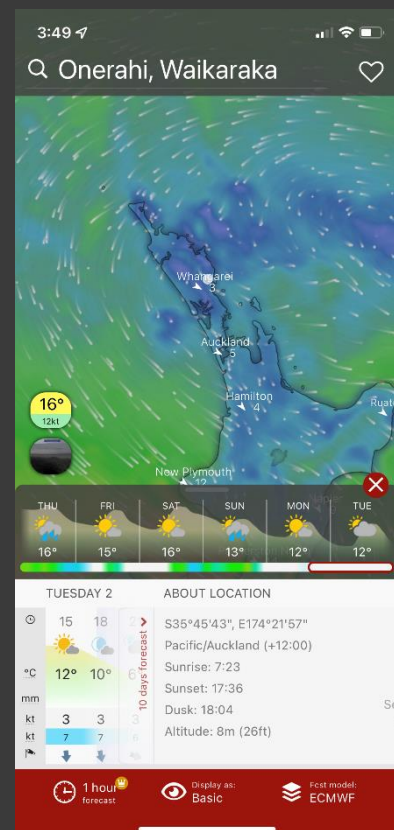 3:49
Onerahi, Waikaraka
Whangarei
3
Auckland
5
Hamilton
4
New Plymouth
12
16°
12kt
THU FRI SAT SUN MON TUE
16° 15° 16° 13° 12° 12°
TUESDAY 2
15 18
°C 12° 10° 6°
mm
kt 3 3 3
kt 7 7
10 days forecast
ABOUT LOCATION
S35°45'43", E174°21'57"
Pacific/Auckland (+12:00)
Sunrise: 7:23
Sunset: 17:36
Dusk: 18:04
Altitude: 8m (26ft)
1 hour
forecast
Display as:
Basic
Fcst model:
ECMWF